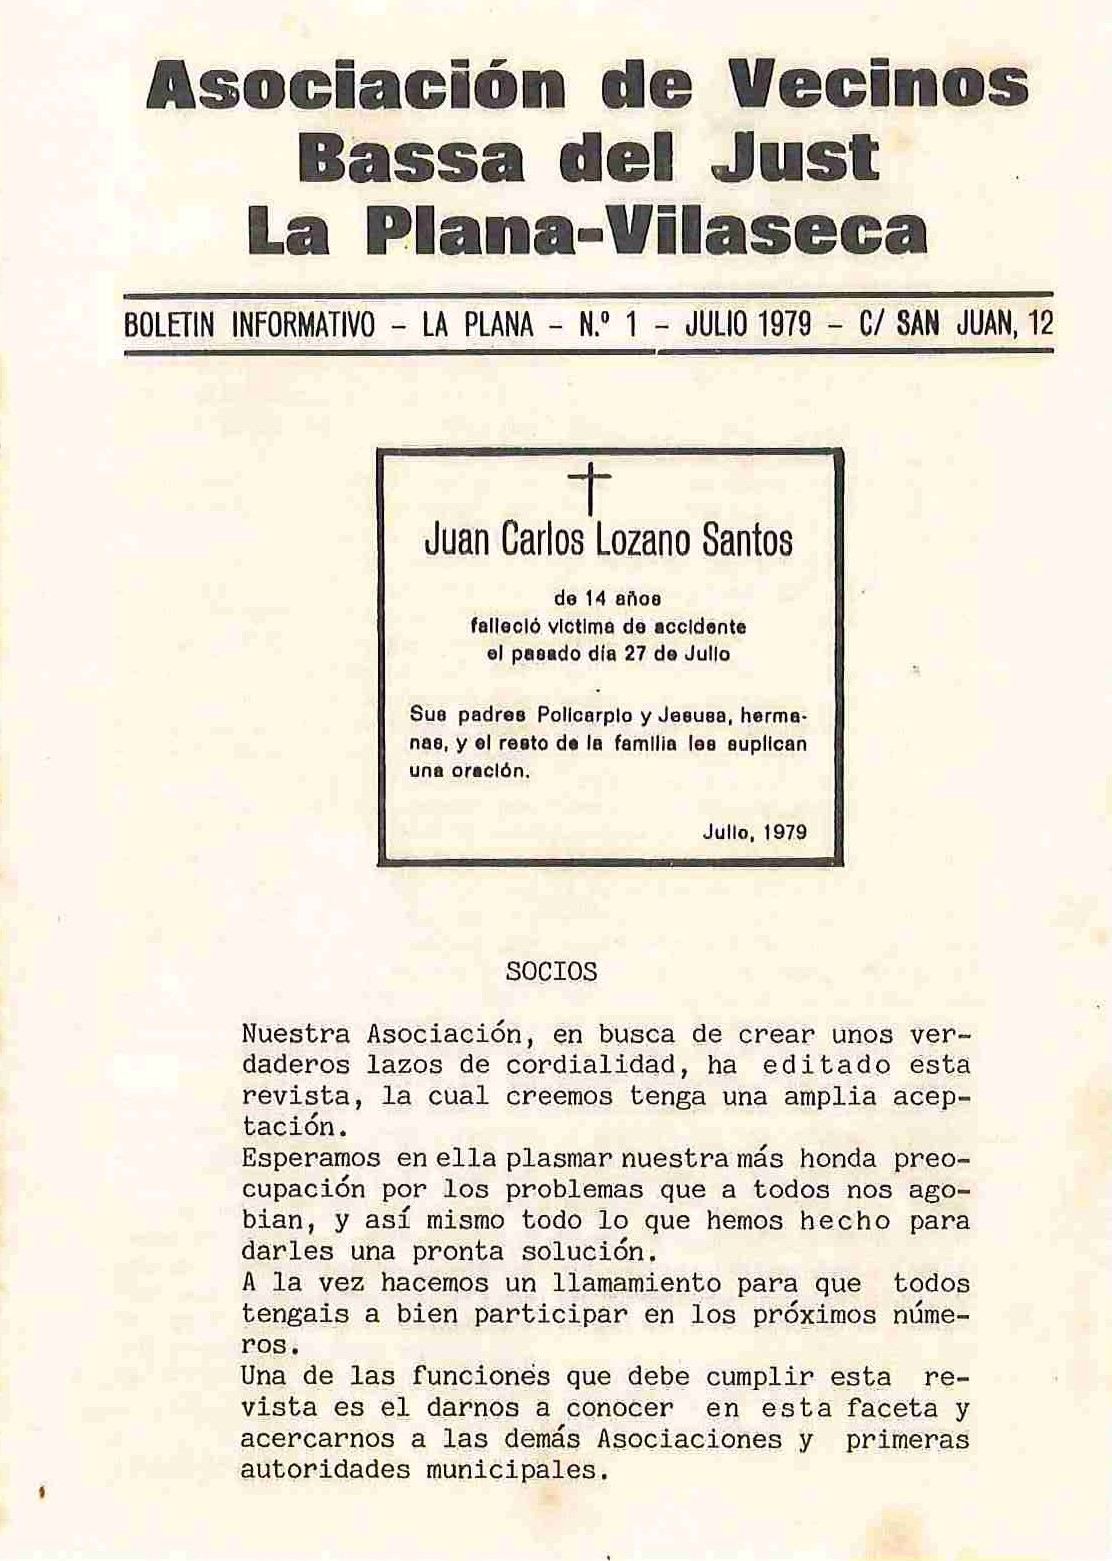 Asociación de Vecinos
Bassa del Just
La Plana-Vilaseca
BOLETIN INFORMATIVO – LA PLANA – N.º 1 – JULIO 1979 – C/ SAN JUAN, 12
Juan Carlos Lozano Santos
de 14 años
falleció victima de accidente
el pasado día 27 de Julio
Sus padres Policarpio y Jesusa, herma-
nas, y el resto de la familia les suplican
una oración.
Julio, 1979
SOCIOS
Nuestra Asociación, en busca de crear unos ver-
daderos lazos de cordialidad, ha editado esta
revista, la cual creemos tenga una amplia acep-
tación.
Esperamos en ella plasmar nuestra más honda preo-
cupación por los problemas que a todos nos ago-
bian, y así mismo todo lo que hemos hecho para
darles una pronta solución.
A la vez hacemos un llamamiento para que todos
tengais a bien participar en los próximos núme-
ros.
Una de las funciones que debe cumplir esta re-
vista es el darnos a conocer en esta faceta y
acercarnos a las demás Asociaciones y primeras
autoridades municipales.